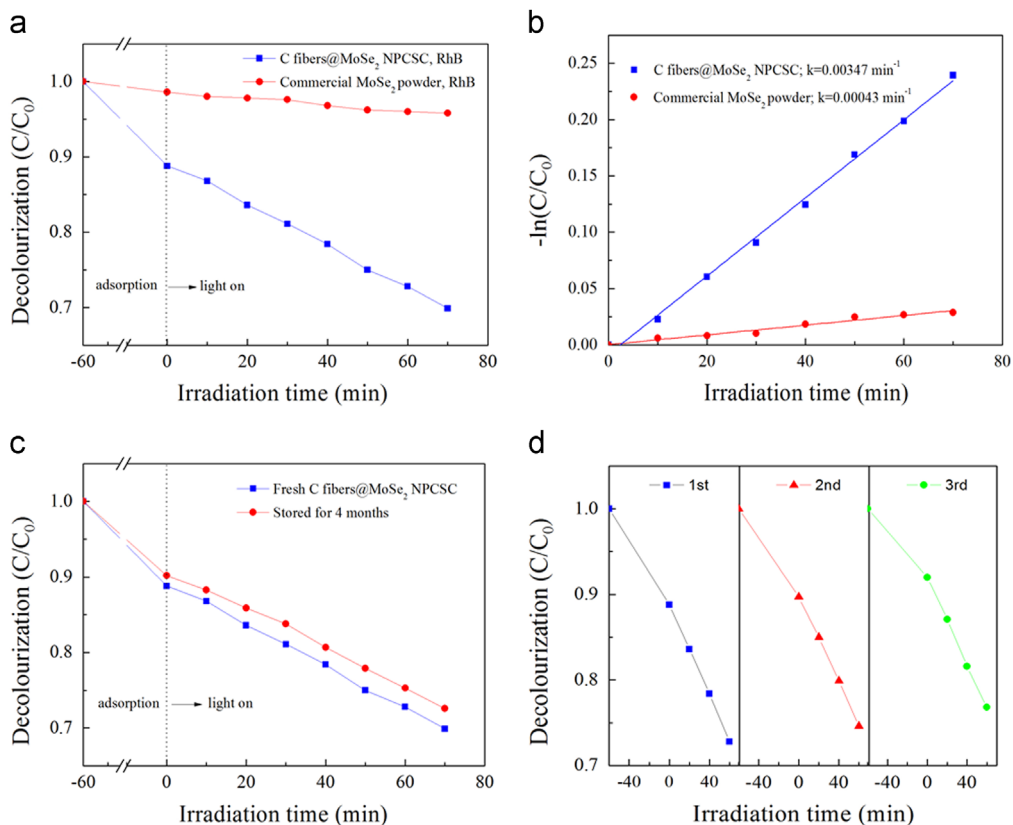 a
Decolourization (C/C₀)
1.0
0.9
0.8
0.7
C fibers@MoSe₂ NPCSC, RhB
Commercial MoSe₂ powder, RhB
adsorption
light on
-60
0
20
40
60
80
Irradiation time (min)
b
-ln(C/C₀)
0.25
0.20
0.15
0.10
0.05
0.00
C fibers@MoSe₂ NPCSC; k=0.00347 min⁻¹
Commercial MoSe₂ powder; k=0.00043 min⁻¹
0
20
40
60
80
Irradiation time (min)
c
Decolourization (C/C₀)
1.0
0.9
0.8
0.7
Fresh C fibers@MoSe₂ NPCSC
Stored for 4 months
adsorption
light on
-60
0
20
40
60
80
Irradiation time (min)
d
Decolourization (C/C₀)
1.0
0.9
0.8
0.7
1st
2nd
3rd
-40 0 40
-40 0 40
-40 0 40
Irradiation time (min)